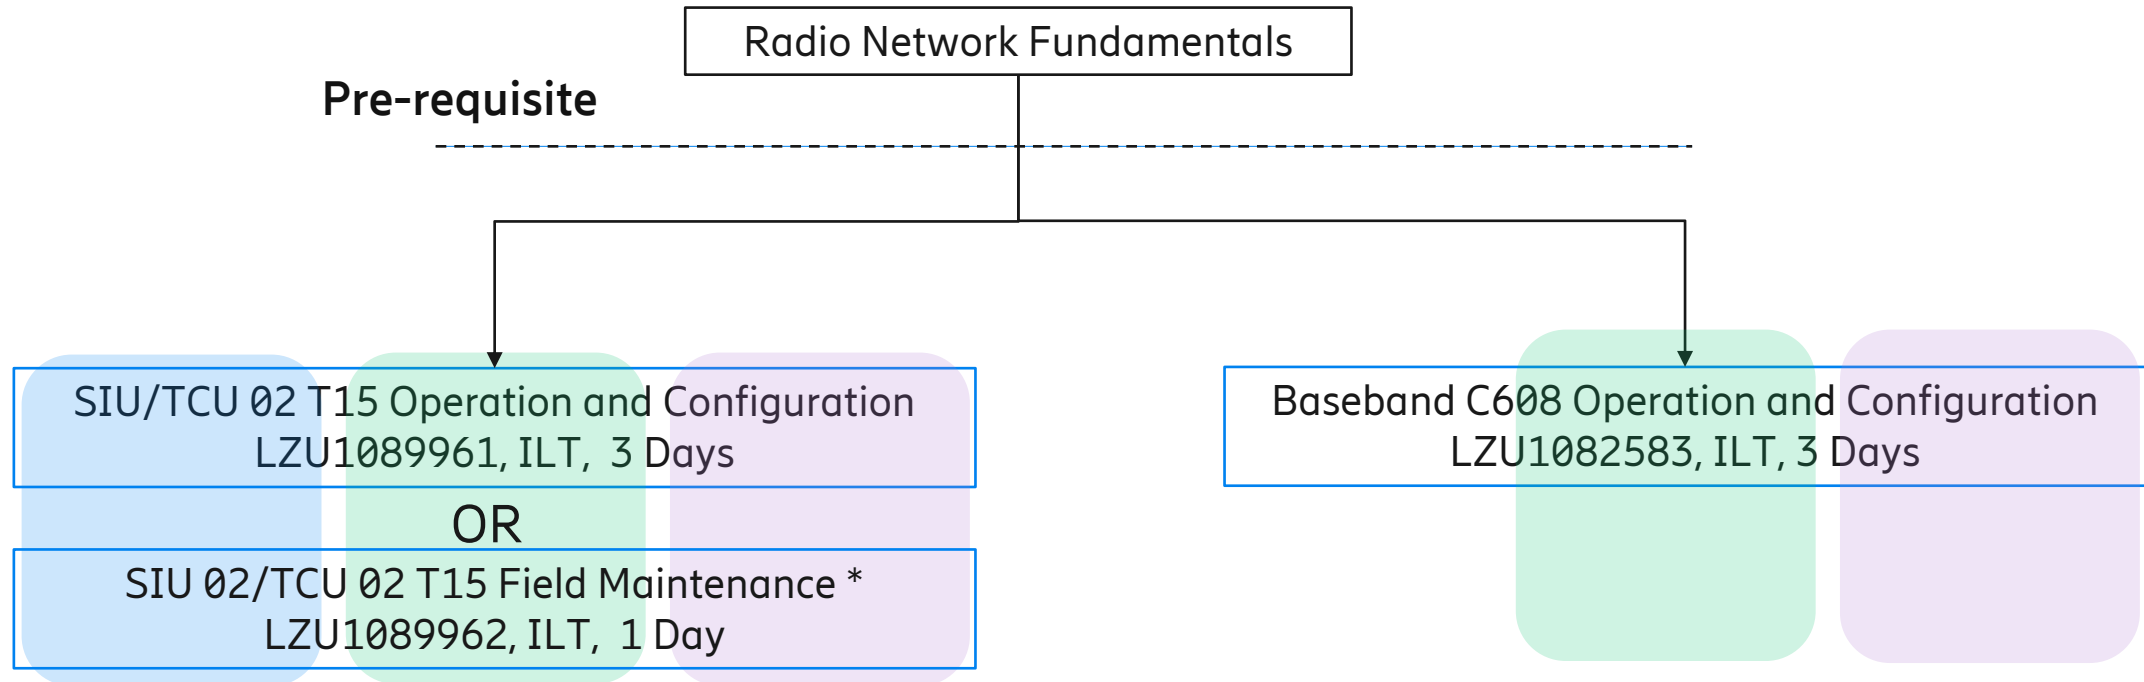 Radio Network Fundamentals
Pre-requisite
SIU/TCU 02 T15 Operation and Configuration
LZU1089961, ILT, 3 Days
OR
SIU 02/TCU 02 T15 Field Maintenance *
LZU1089962, ILT, 1 Day
Baseband C608 Operation and Configuration
LZU1082583, ILT, 3 Days